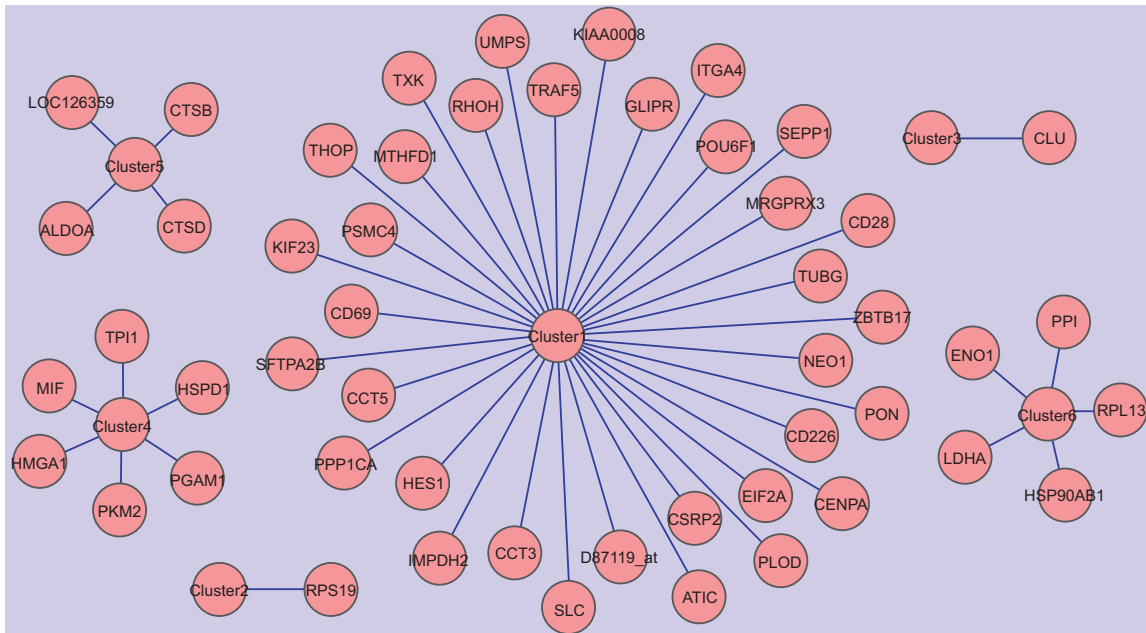 KIAA0008
UMPS
ITGA4
TXK
TRAF5
LOC126359
CTSB
RHOH
GLIPR
SEPP1
Cluster3
CLU
THOP
MTHFD1
POU6F1
Cluster5
MRGPRX3
CD28
ALDOA
CTSD
PSMC4
KIF23
TUBG
CD69
ZBTB17
PPI
TPI1
Cluster1
SFTPA2B
NEO1
ENO1
MIF
HSPD1
CCT5
PON
Cluster6
RPL13
Cluster4
CD226
HMGA1
PGAM1
PPP1CA
LDHA
HES1
EIF2A
CENPA
HSP90AB1
PKM2
CSRP2
IMPDH2
CCT3
D87119_at
PLOD
Cluster2
RPS19
SLC
ATIC